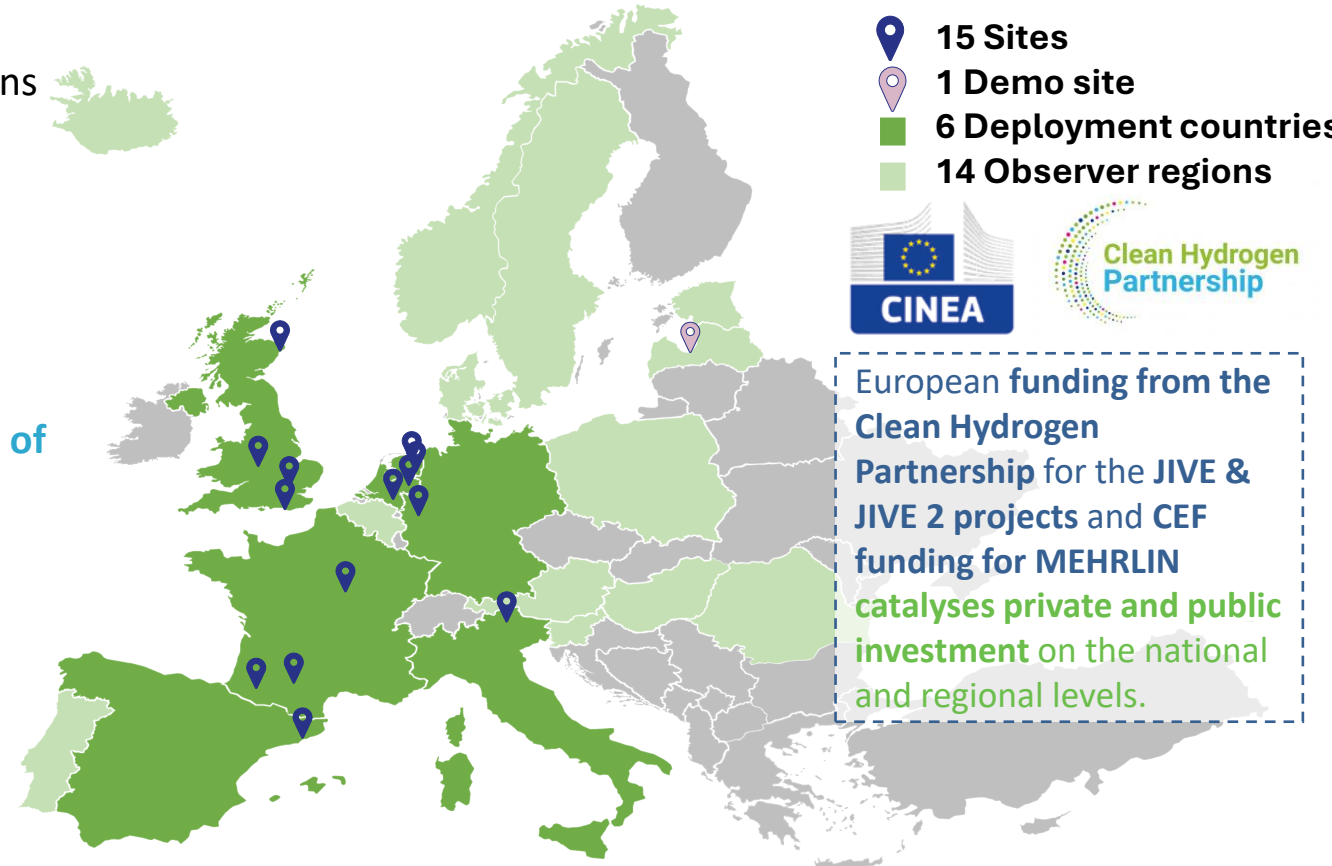 15 Sites
ns
1 Demo site
6 Deployment countries
14 Observer regions
CINEA
Clean Hydrogen
Partnership
of
European funding from the
Clean Hydrogen
Partnership for the JIVE &
JIVE 2 projects and CEF
funding for MEHRLIN
catalyses private and public
investment on the national
and regional levels.